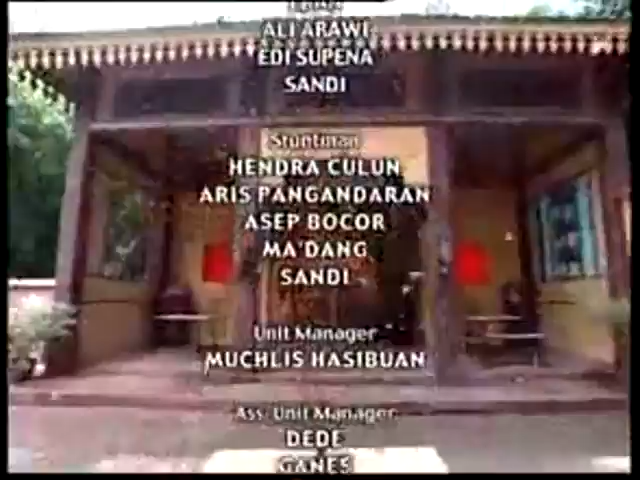 ALI ARAWI
EDI SUPENA
SANDI
Stuntman
HENDRA CULUN
ARIS PANGANDARAN
ASEP BOCOR
MA'DANG
SANDI
Unit Manager
MUCHLIS HASIBUAN
Ass. Unit Manager
DEDE
GANES